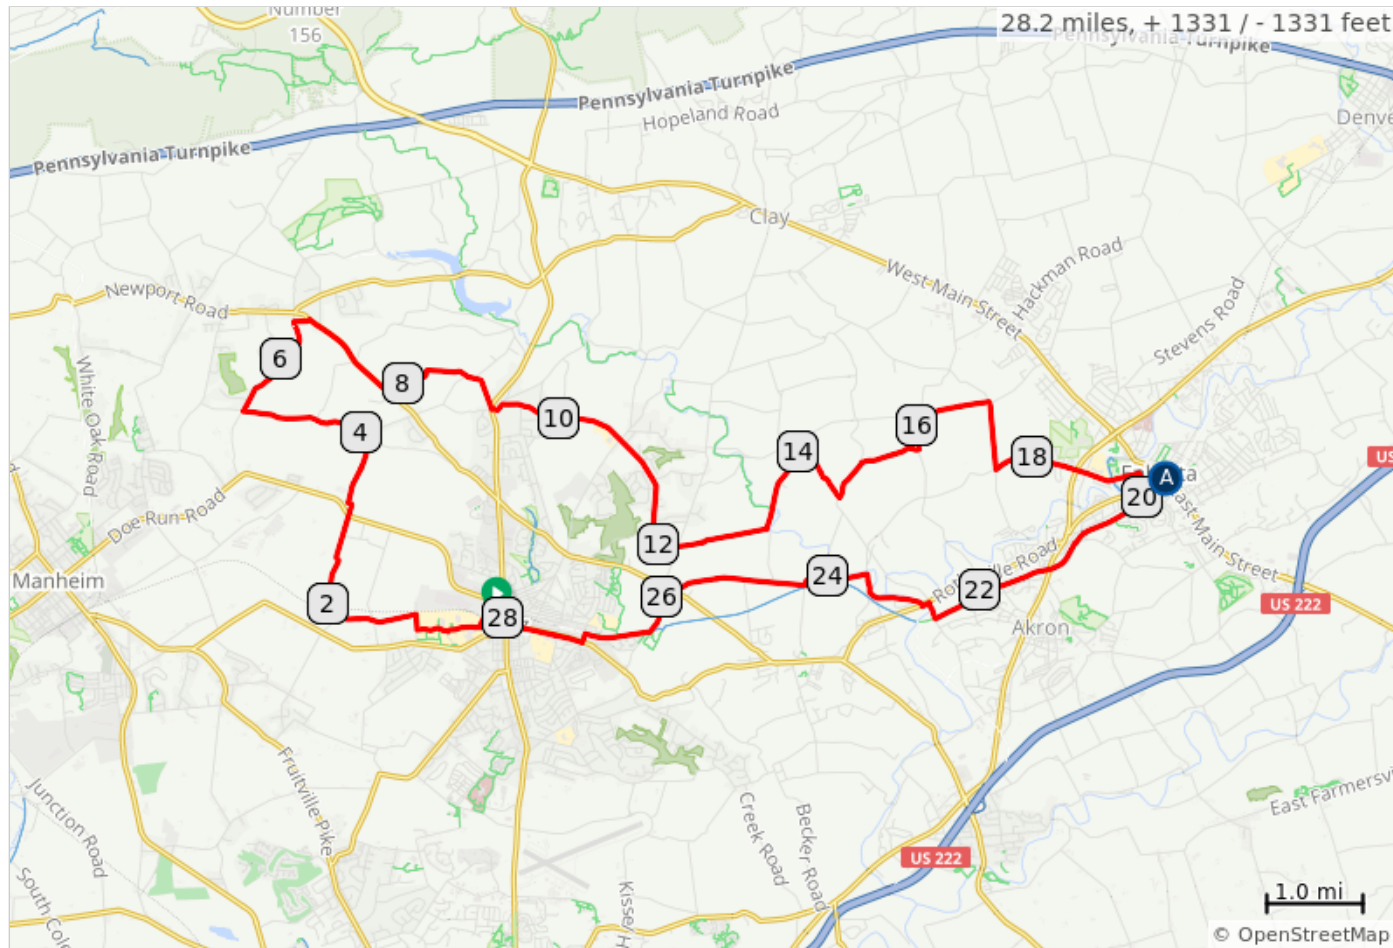 Number
156
28.2 miles, + 1331 / - 1331 feet
Pennsylvania Turnpike
Pennsylvania Turnpike
Pennsylvania Turnpike
Hopeland Road
Clay
West Main Street
Hackman Road
Stevens Road
Newport Road
White Oak Road
Doe Run Road
Manheim
6
8
4
10
16
14
18
A
20
East Main Street
12
2
28
26
24
22
Akron
US 222
Fruitville Pike
Junction Road
Creek Road
Becker Road
US 222
1.0 mi
© OpenStreetMap